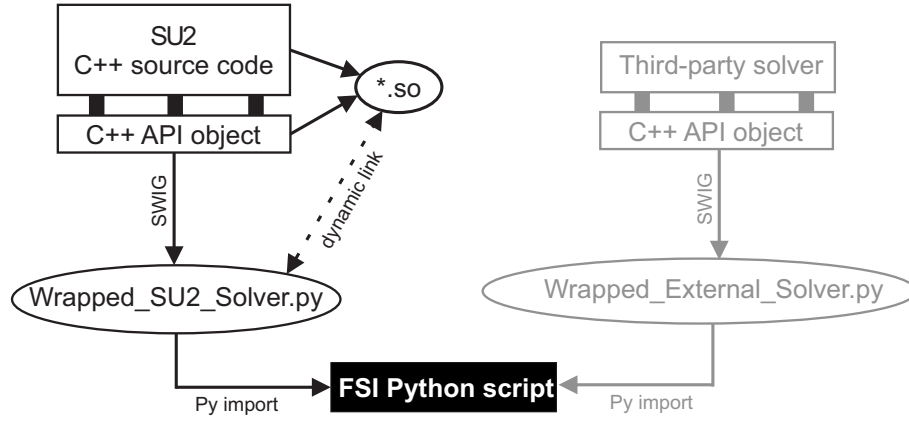 SU2
C++ source code
C++ API object
*.so
SWIG
dynamic link
Wrapped_SU2_Solver.py
Py import
FSI Python script
Third-party solver
C++ API object
SWIG
Wrapped_External_Solver.py
Py import